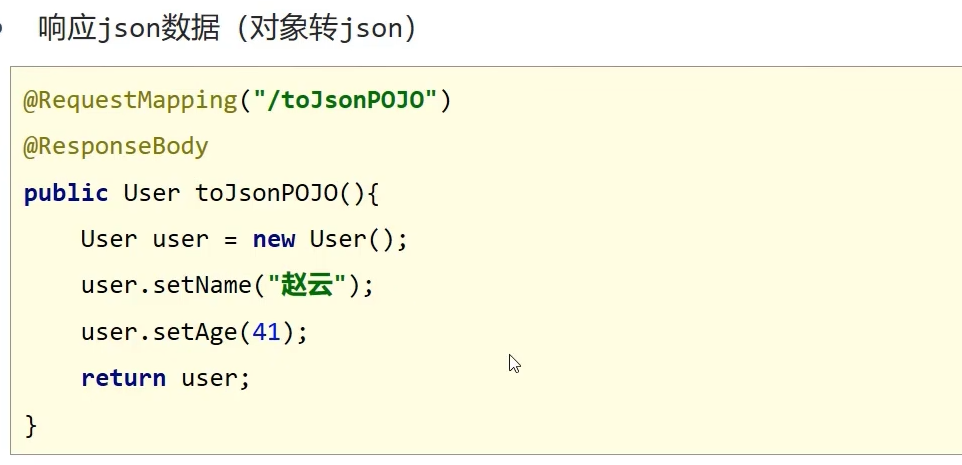 响应json数据（对象转json）
@RequestMapping("/toJsonPOJO")
@ResponseBody
public User toJsonPOJO(){
    User user = new User();
    user.setName("赵云");
    user.setAge(41);
    return user;
}